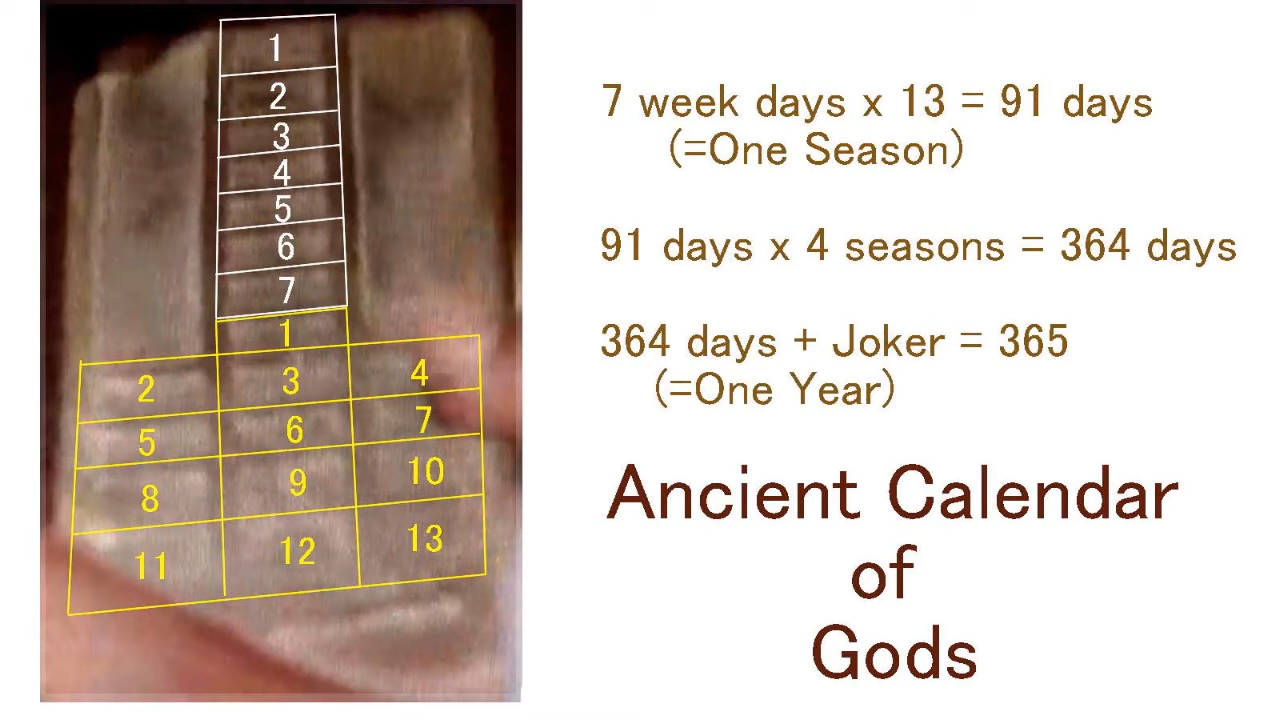 1
2
3
4
5
6
7
1
2 3 4
5 6 7
8 9 10
11 12 13
7 week days x 13 = 91 days
(=One Season)
91 days x 4 seasons = 364 days
364 days + Joker = 365
(=One Year)
Ancient Calendar
of
Gods